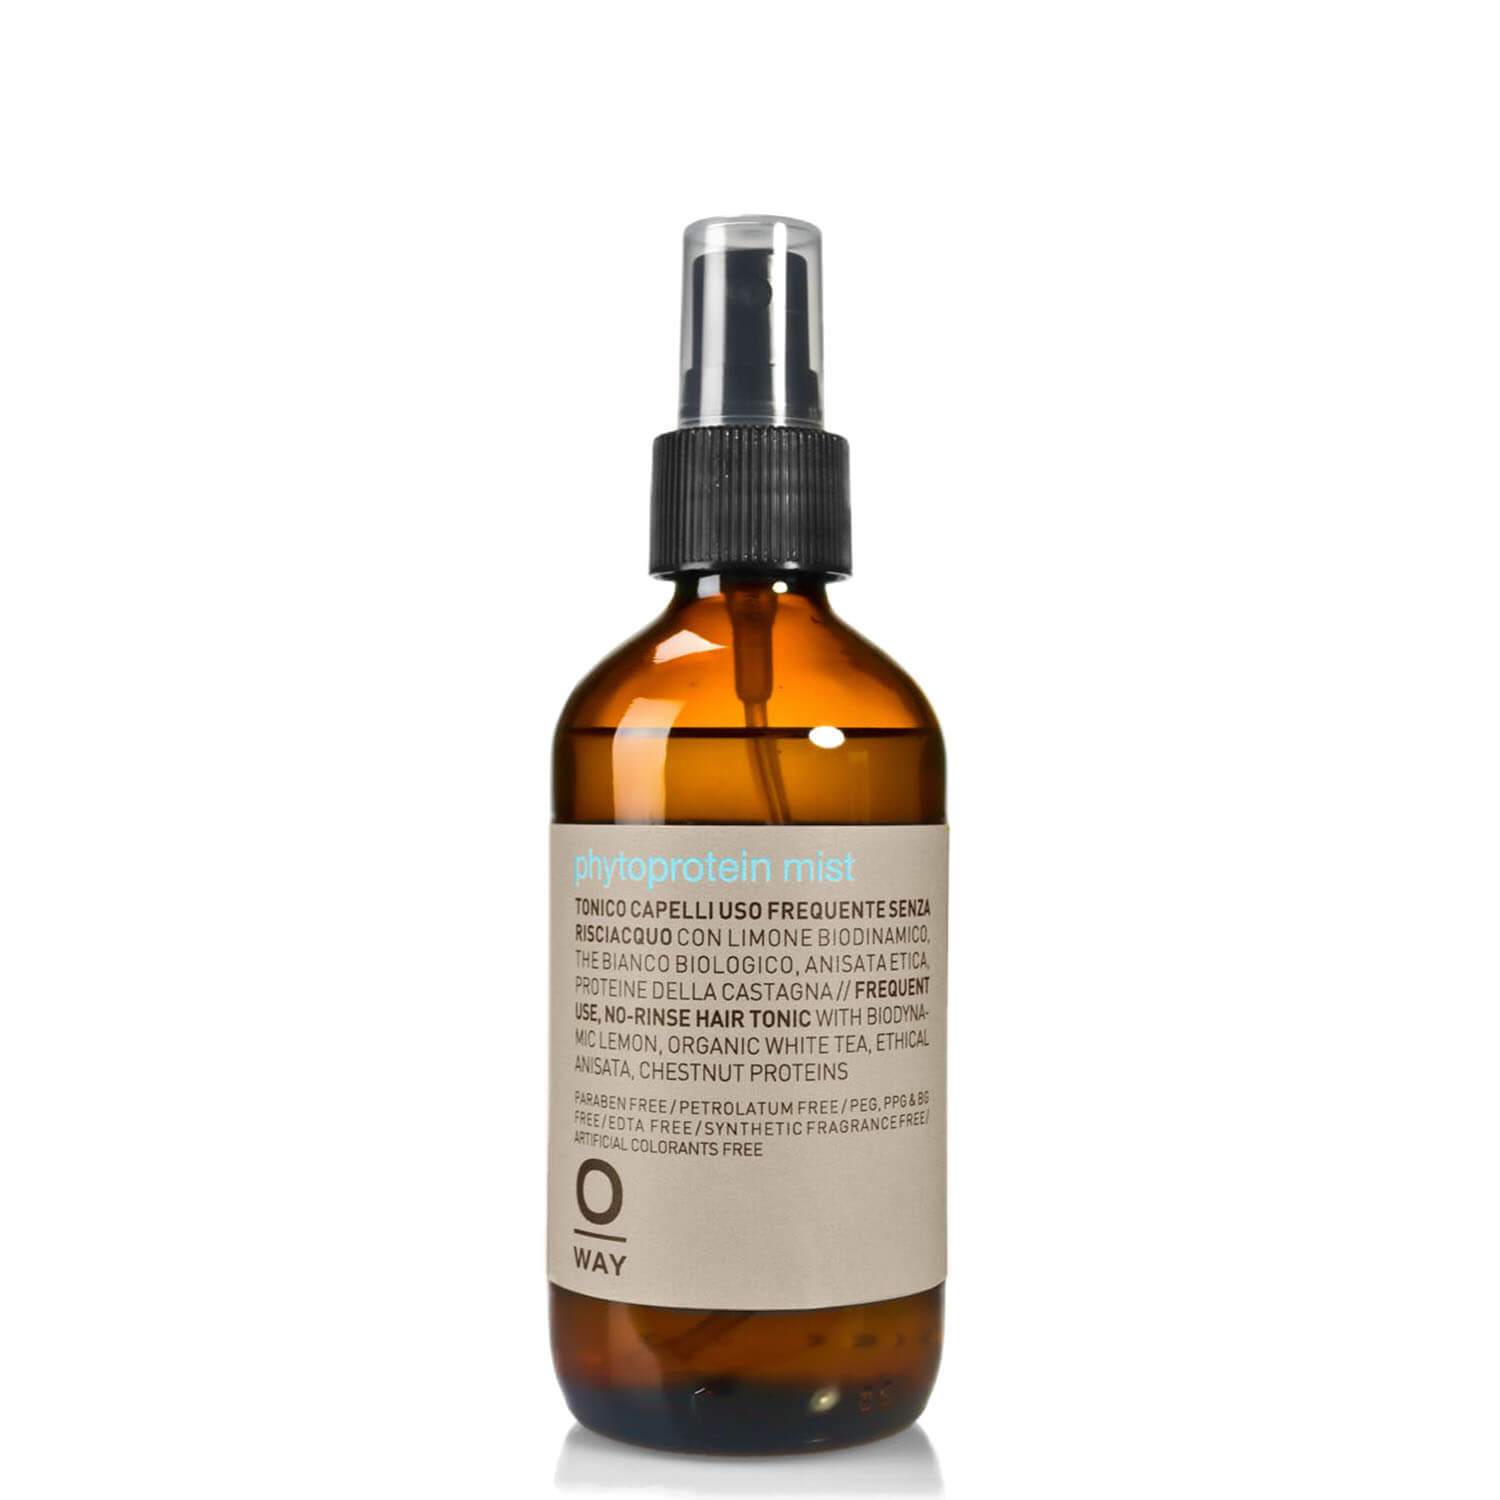 phytoprotein mist
TONICO CAPELLI USO FREQUENTE SENZA
RISCIACQUO CON LIMONE BIODINAMICO,
THE BIANCO BIOLOGICO, ANISATA ETICA,
PROTEINE DELLA CASTAGNA // FREQUENT
USE, NO-RINSE HAIR TONIC WITH BIODYNA-
MIC LEMON, ORGANIC WHITE TEA, ETHICAL
ANISATA, CHESTNUT PROTEINS
PARABEN FREE / PETROLATUM FREE / PEG, PPG & BG
FREE / EDTA FREE / SYNTHETIC FRAGRANCE FREE /
ARTIFICIAL COLORANTS FREE
O
WAY